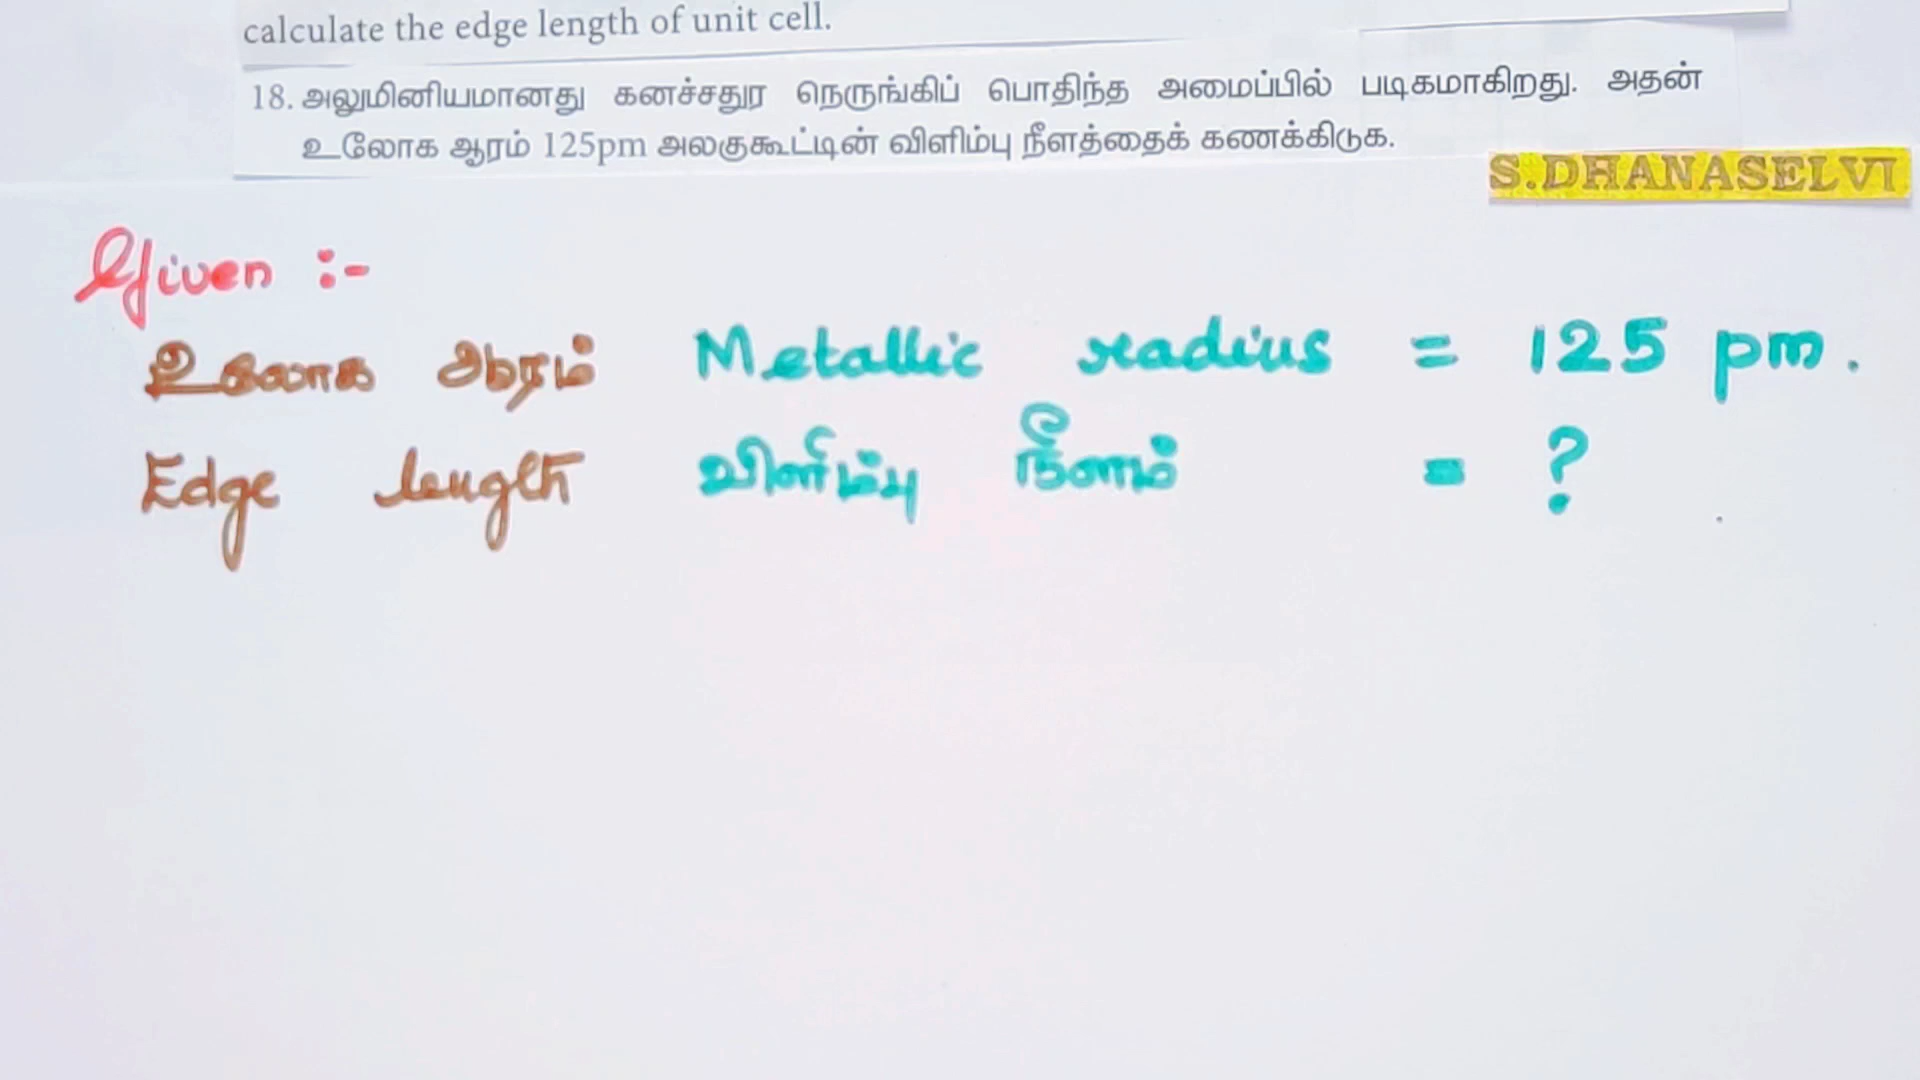 calculate the edge length of unit cell.
18. அலுமினியமானது கனச்சதுர நெருங்கிப் பொதிந்த அமைப்பில் படிகமாகிறது. அதன்
உலோக ஆரம் 125pm அலகுகூட்டின் விளிம்பு நீளத்தைக் கணக்கிடுக.
S.DHANASELVI
Given :-
உலோக ஆரம் Metallic radius = 125 pm.
Edge length விளிம்பு நீளம் = ?